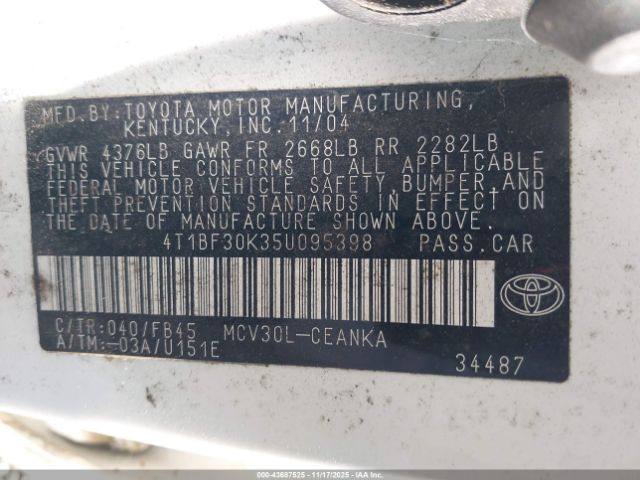 MFD.BY:TOYOTA MOTOR MANUFACTURING,
KENTUCKY,INC.11/04
GVWR 4376LB GAWR FR 2668LB RR 2282LB
THIS VEHICLE CONFORMS TO ALL APPLICABLE
FEDERAL MOTOR VEHICLE SAFETY,BUMPER,AND
THEFT PREVENTION STANDARDS IN EFFECT ON
THE DATE OF MANUFACTURE SHOWN ABOVE.
4T1BF30K35U095398 PASS.CAR
C/TR:040/FB45 MCV30L-CEANKA
A/TM:-03A/U151E
34487
000-43687525 - 11/17/2025 - IAAI.CA